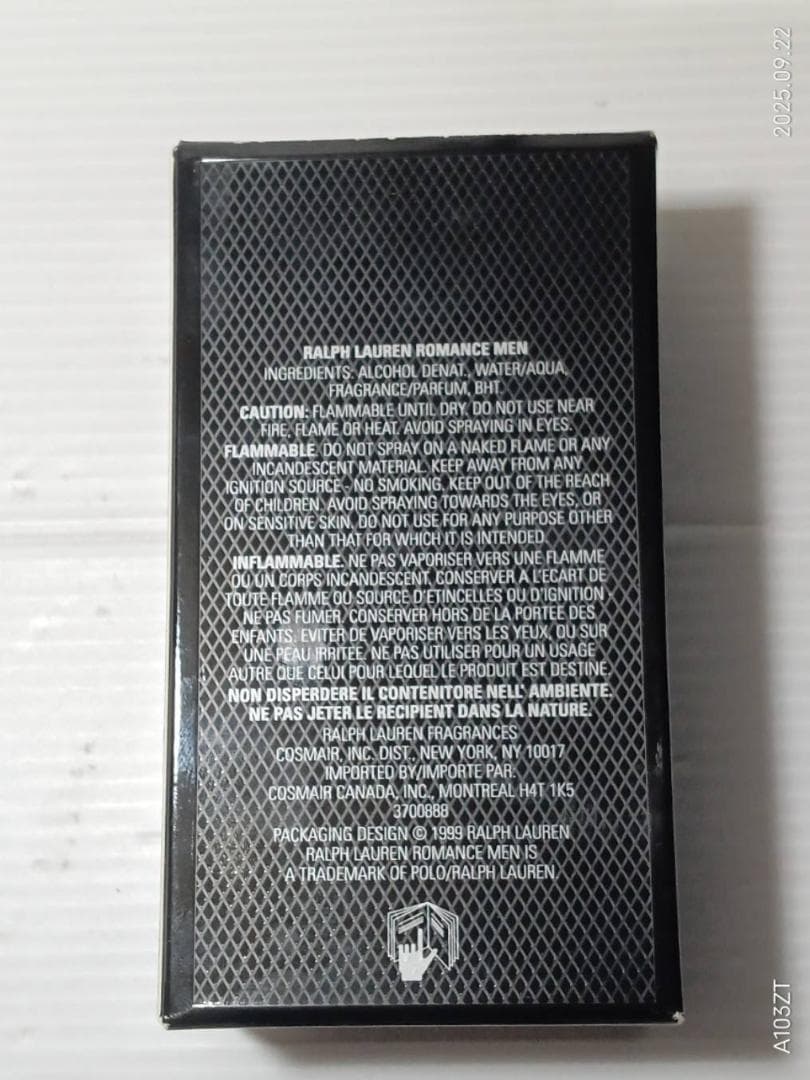 2025.09.22
RALPH LAUREN ROMANCE MEN
INGREDIENTS: ALCOHOL DENAT., WATER/AQUA,
FRAGRANCE/PARFUM, BHT.
CAUTION: FLAMMABLE UNTIL DRY. DO NOT USE NEAR
FIRE, FLAME OR HEAT. AVOID SPRAYING IN EYES.
FLAMMABLE. DO NOT SPRAY ON A NAKED FLAME OR ANY
INCANDESCENT MATERIAL. KEEP AWAY FROM ANY
IGNITION SOURCE - NO SMOKING. KEEP OUT OF THE REACH
OF CHILDREN. AVOID SPRAYING TOWARDS THE EYES, OR
ON SENSITIVE SKIN. DO NOT USE FOR ANY PURPOSE OTHER
THAN THAT FOR WHICH IT IS INTENDED.
INFLAMMABLE. NE PAS VAPORISER VERS UNE FLAMME
OU UN CORPS INCANDESCENT. CONSERVER A L'ECART DE
TOUTE FLAMME OU SOURCE D'ETINCELLES OU D'IGNITION -
NE PAS FUMER. CONSERVER HORS DE LA PORTEE DES
ENFANTS. EVITER DE VAPORISER VERS LES YEUX, OU SUR
UNE PEAU IRRITEE. NE PAS UTILISER POUR UN USAGE
AUTRE QUE CELUI POUR LEQUEL LE PRODUIT EST DESTINE.
NON DISPERDERE IL CONTENITORE NELL' AMBIENTE.
NE PAS JETER LE RECIPIENT DANS LA NATURE.
RALPH LAUREN FRAGRANCES
COSMAIR, INC. DIST., NEW YORK, NY 10017
IMPORTED BY/IMPORTE PAR:
COSMAIR CANADA, INC., MONTREAL H4T 1K5
3700888
PACKAGING DESIGN © 1999 RALPH LAUREN
RALPH LAUREN ROMANCE MEN IS
A TRADEMARK OF POLO/RALPH LAUREN.
A103ZT